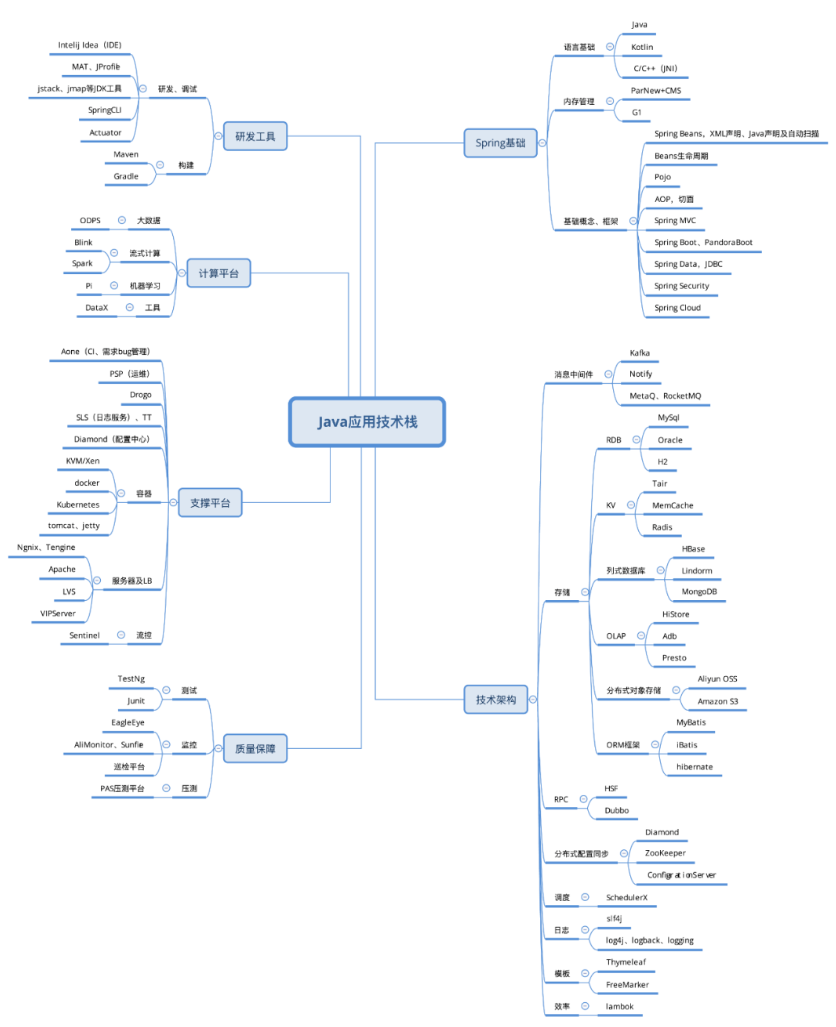 Java应用技术栈
研发工具
研发、调试
Intelij Idea（IDE）
MAT、JProfile
jstack、jmap等JDK工具
SpringCLI
Actuator
构建
Maven
Gradle
计算平台
大数据
ODPS
流式计算
Blink
Spark
机器学习
Pi
工具
DataX
支撑平台
Aone（CI、需求bug管理）
PSP（运维）
Drogo
SLS（日志服务）、TT
Diamond（配置中心）
容器
KVM/Xen
docker
Kubernetes
tomcat、jetty
服务器及LB
Ngnix、Tengine
Apache
LVS
VIPServer
流控
Sentinel
质量保障
测试
TestNg
Junit
监控
EagleEye
AliMonitor、Sunfie
巡检平台
压测
PAS压测平台
Spring基础
语言基础
Java
Kotlin
C/C++（JNI）
内存管理
ParNew+CMS
G1
基础概念、框架
Spring Beans，XML声明、Java声明及自动扫描
Beans生命周期
Pojo
AOP，切面
Spring MVC
Spring Boot、PandoraBoot
Spring Data，JDBC
Spring Security
Spring Cloud
技术架构
消息中间件
Kafka
Notify
MetaQ、RocketMQ
存储
RDB
MySql
Oracle
H2
KV
Tair
MemCache
Radis
列式数据库
HBase
Lindorm
MongoDB
OLAP
HiStore
Adb
Presto
分布式对象存储
Aliyun OSS
Amazon S3
ORM框架
MyBatis
iBatis
hibernate
RPC
HSF
Dubbo
分布式配置同步
Diamond
ZooKeeper
ConfigrationServer
调度
SchedulerX
日志
slf4j
log4j、logback、logging
模板
Thymeleaf
FreeMarker
效率
lambok